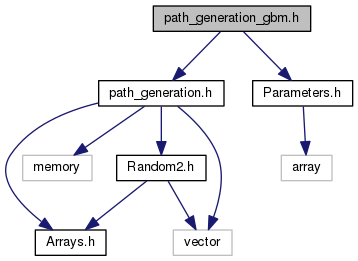 path_generation_gbm.h
path_generation.h
Parameters.h
memory
Random2.h
array
Arrays.h
vector